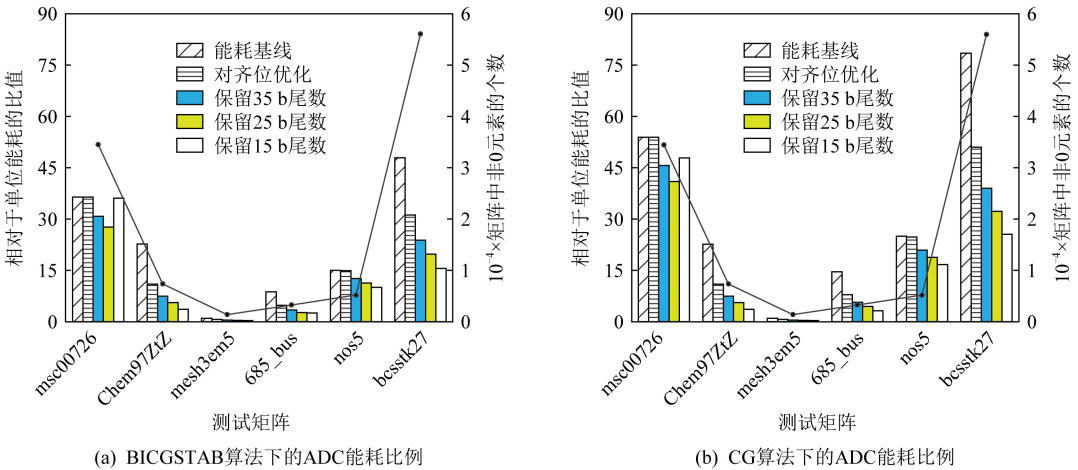 90
75
60
45
30
15
0
相对于单位能耗的比值
能耗基线
对齐位优化
保留35 b尾数
保留25 b尾数
保留15 b尾数
6
5
4
3
2
1
0
10⁻⁴×矩阵中非0元素的个数
msc00726
Chem97ZtZ
mesh3em5
685_bus
nos5
bcsstk27
测试矩阵
(a) BICGSTAB算法下的ADC能耗比例
90
75
60
45
30
15
0
相对于单位能耗的比值
能耗基线
对齐位优化
保留35 b尾数
保留25 b尾数
保留15 b尾数
6
5
4
3
2
1
0
10⁻⁴×矩阵中非0元素的个数
msc00726
Chem97ZtZ
mesh3em5
685_bus
nos5
bcsstk27
测试矩阵
(b) CG算法下的ADC能耗比例